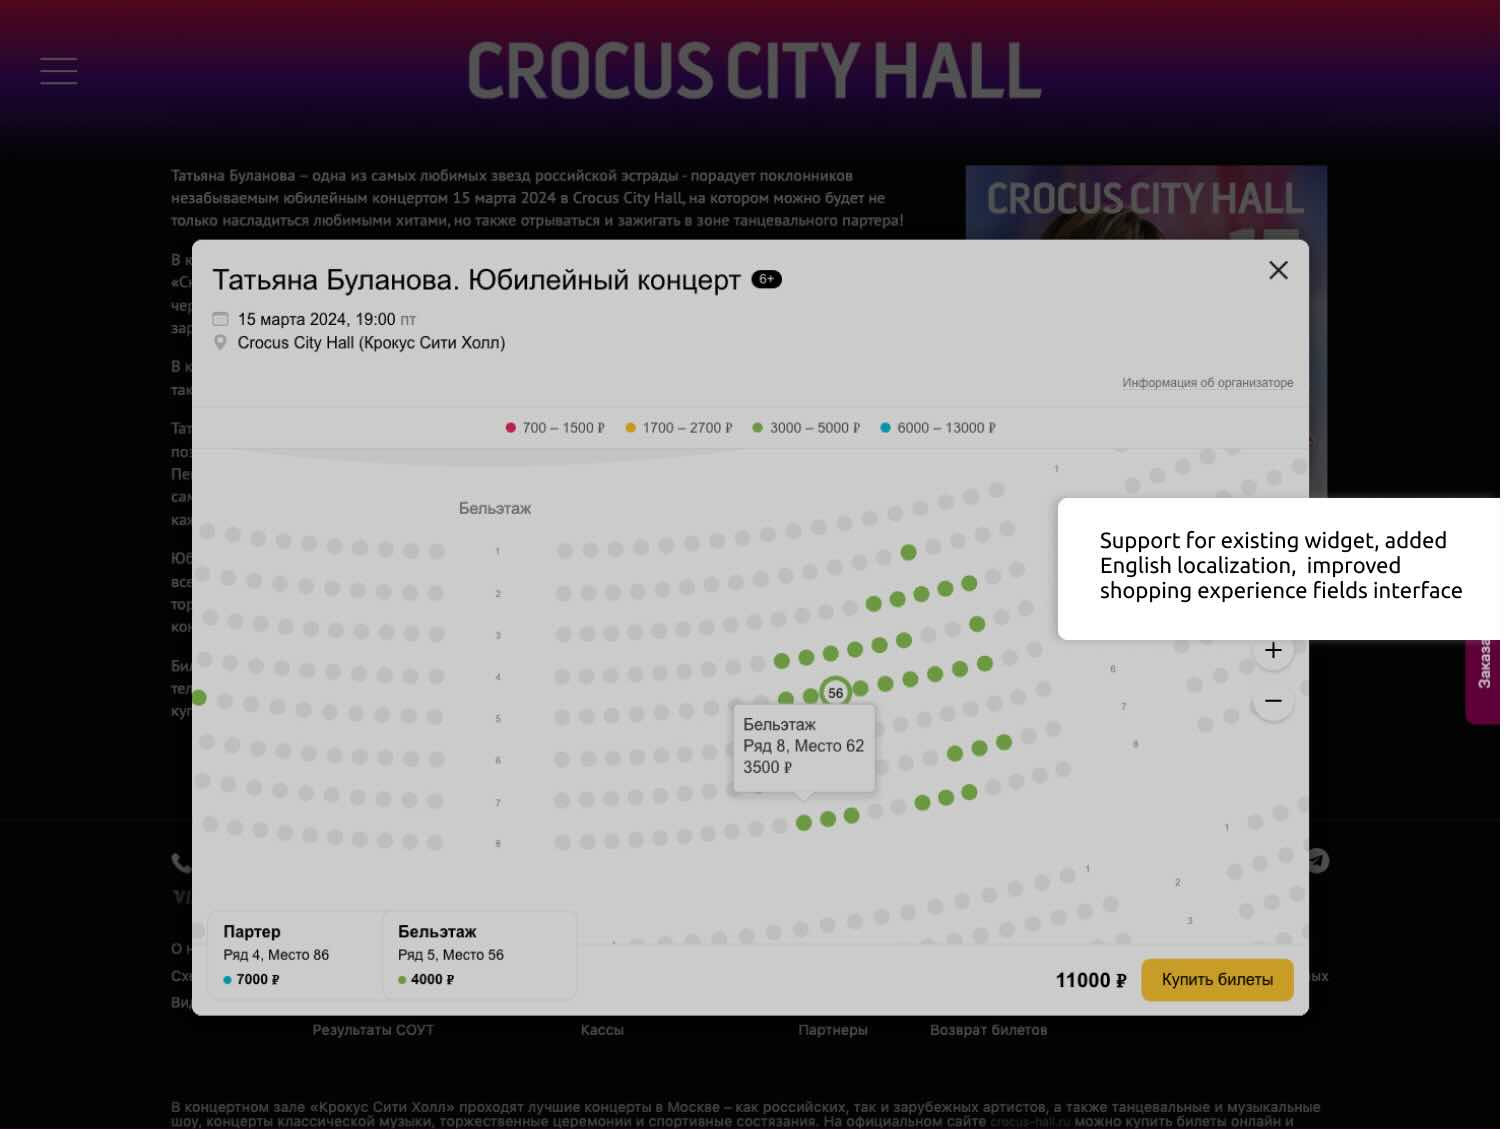 CROCUS CITY HALL
Татьяна Буланова – одна из самых любимых звезд российской эстрады - порадует поклонников
незабываемым юбилейным концертом 15 марта 2024 в Crocus City Hall, на котором можно будет не
только насладиться любимыми хитами, но также отрываться и зажигать в зоне танцевального партера!
CROCUS CITY HALL
Татьяна Буланова. Юбилейный концерт 6+
15 марта 2024, 19:00 пт
Crocus City Hall (Крокус Сити Холл)
Информация об организаторе
700 – 1500 ₽ 1700 – 2700 ₽ 3000 – 5000 ₽ 6000 – 13000 ₽
1
Бельэтаж
1
2
3
4
5
6
7
8
Support for existing widget, added
English localization, improved
shopping experience fields interface
+
−
6
7
8
56
Бельэтаж
Ряд 8, Место 62
3500 ₽
1
1
2
3
Партер
Ряд 4, Место 86
7000 ₽
Бельэтаж
Ряд 5, Место 56
4000 ₽
11000 ₽
Купить билеты
Результаты СОУТ Кассы Партнеры Возврат билетов
В концертном зале «Крокус Сити Холл» проходят лучшие концерты в Москве – как российских, так и зарубежных артистов, а также танцевальные и музыкальные
шоу, концерты классической музыки, торжественные церемонии и спортивные состязания. На официальном сайте crocus-hall.ru можно купить билеты онлайн и